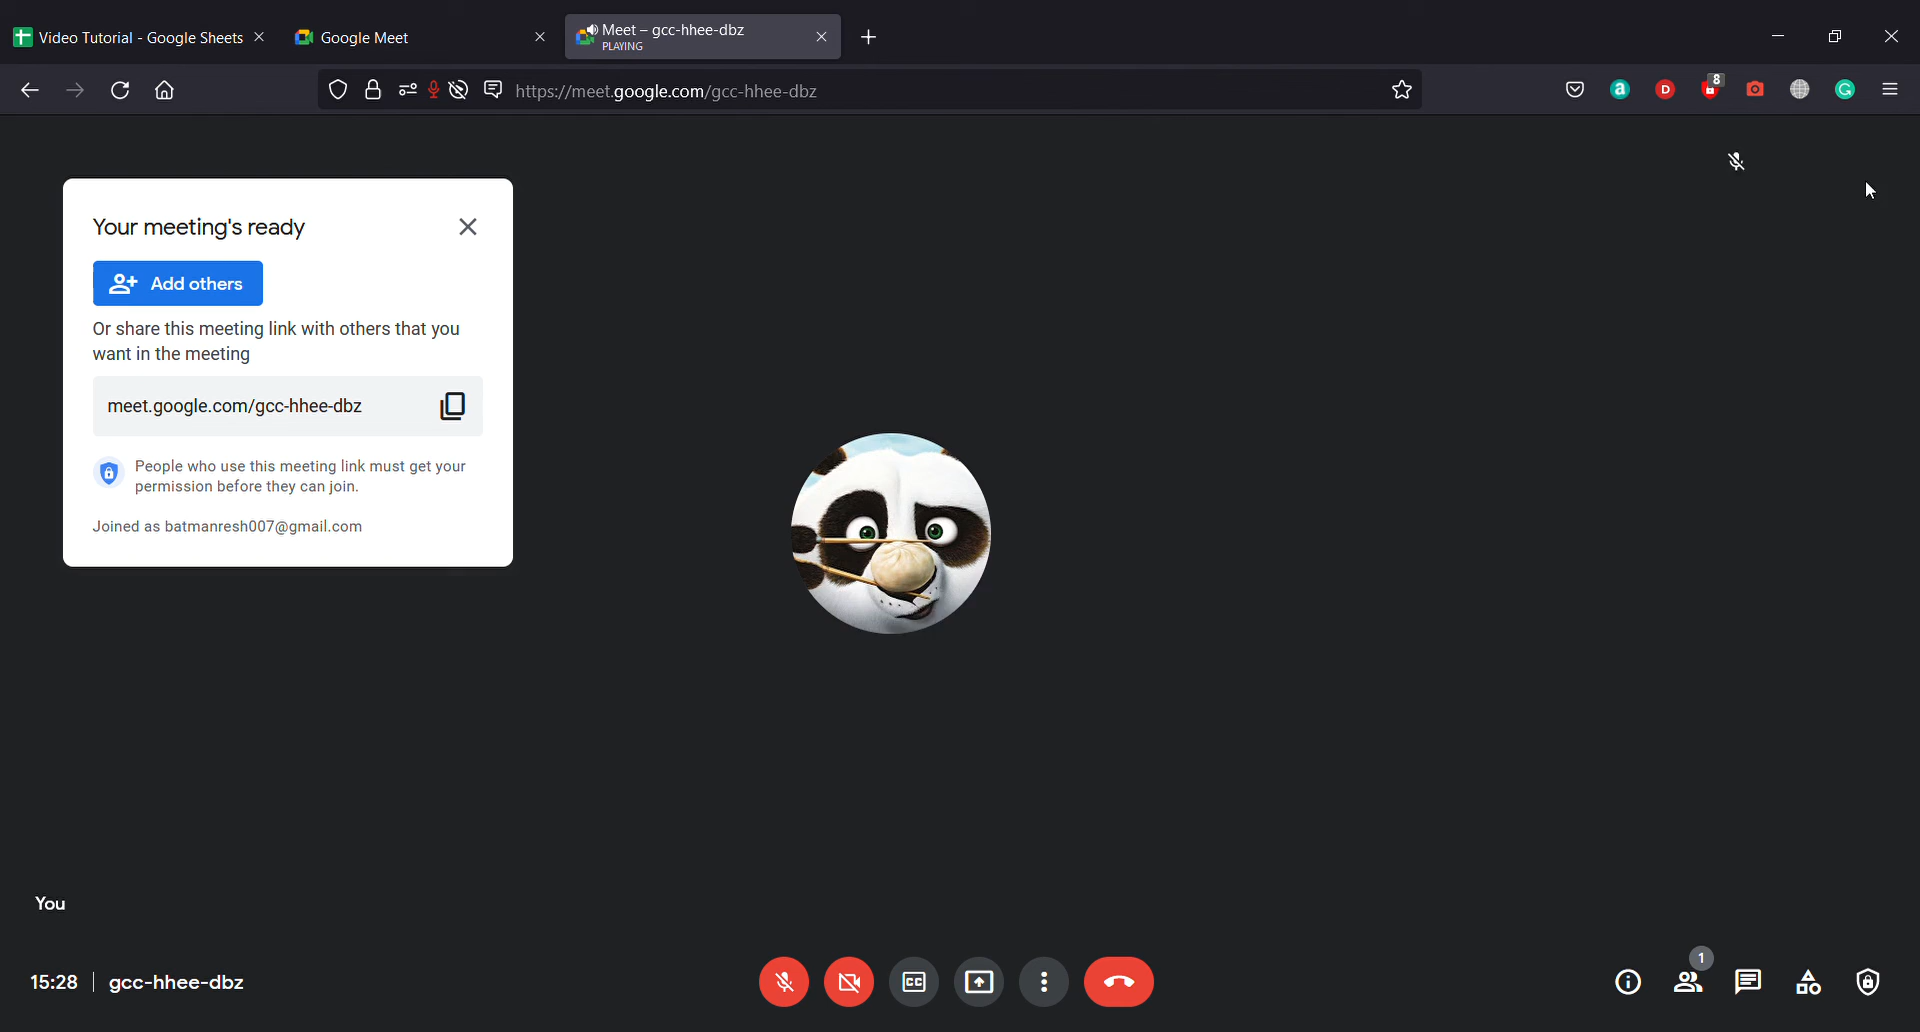 Video Tutorial - Google Sheets
Google Meet
Meet – gcc-hhee-dbz
PLAYING
https://meet.google.com/gcc-hhee-dbz
a
D
8
G
Your meeting's ready
Add others
Or share this meeting link with others that you
want in the meeting
meet.google.com/gcc-hhee-dbz
People who use this meeting link must get your
permission before they can join.
Joined as batmanresh007@gmail.com
You
15:28 | gcc-hhee-dbz
CC
1